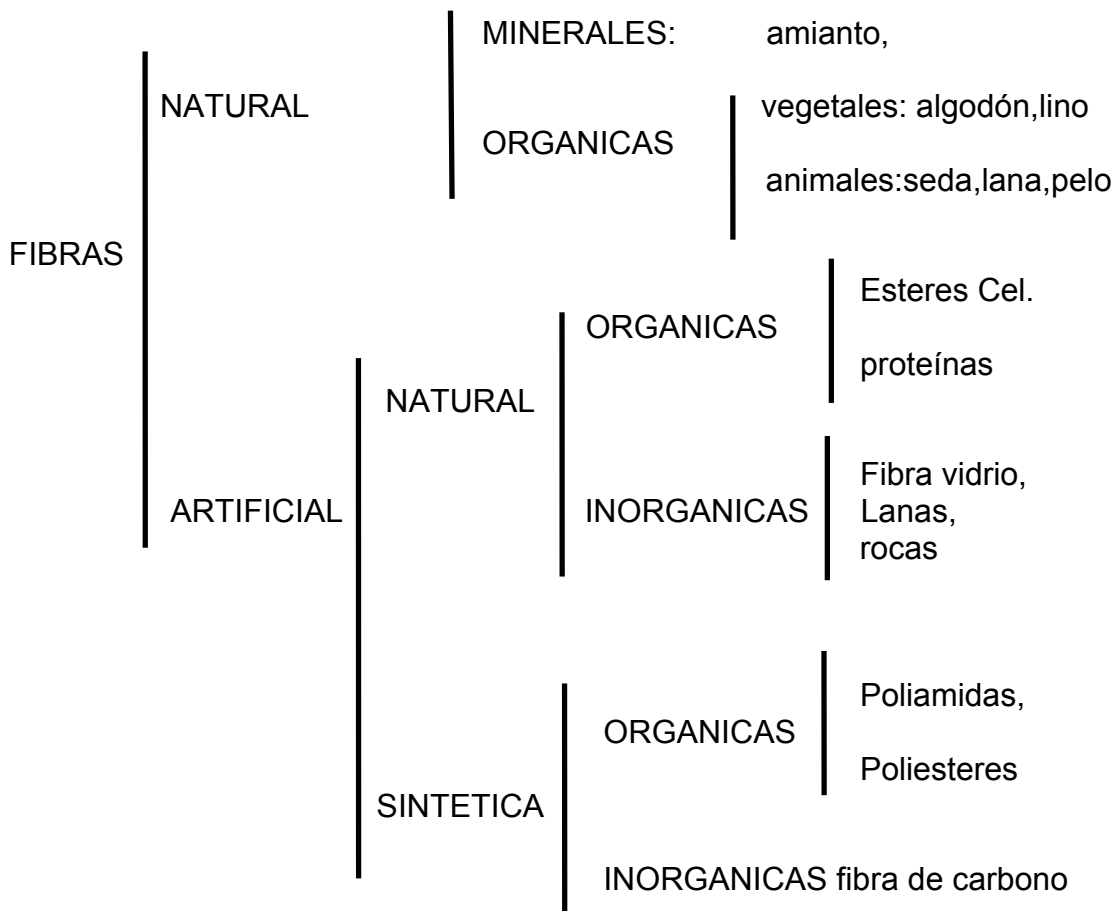 MINERALES: amianto,
NATURAL
vegetales: algodón,lino
ORGANICAS
animales:seda,lana,pelo
FIBRAS
Esteres Cel.
ORGANICAS
proteínas
NATURAL
Fibra vidrio,
ARTIFICIAL
INORGANICAS
Lanas,
rocas
Poliamidas,
ORGANICAS
Poliesteres
SINTETICA
INORGANICAS fibra de carbono